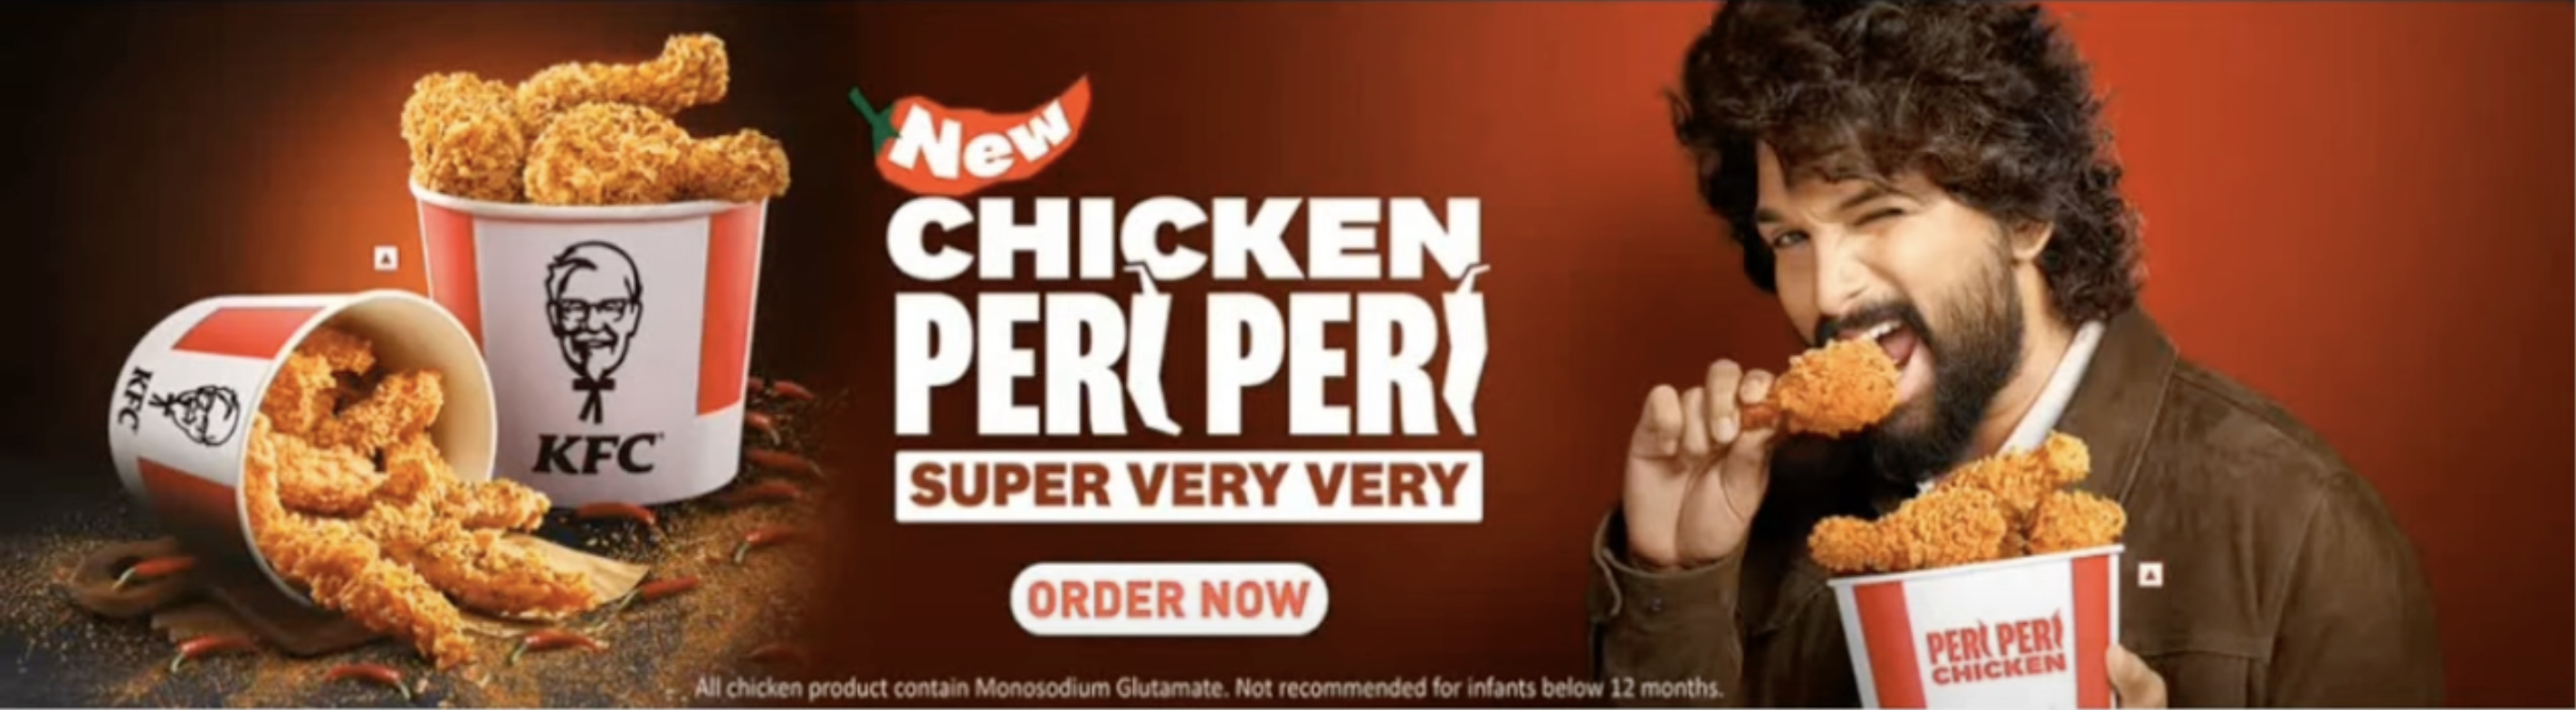 New
CHICKEN
PERI PERI
SUPER VERY VERY
ORDER NOW
All chicken product contain Monosodium Glutamate. Not recommended for infants below 12 months.
KFC
KFC
PERI PERI
CHICKEN